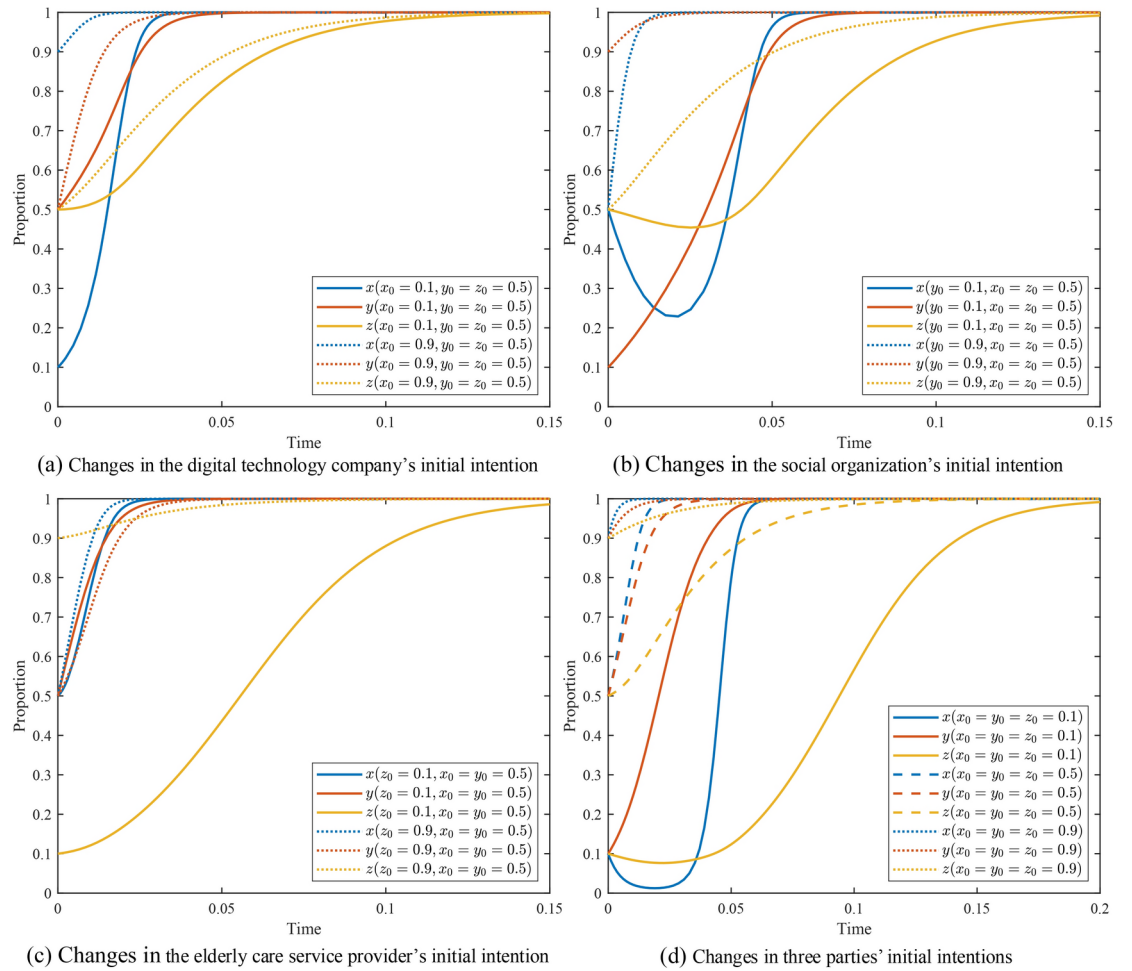 1
0.9
0.8
0.7
0.6
0.5
0.4
0.3
0.2
0.1
0
Proportion
0
0.05
0.1
0.15
Time
x(x₀ = 0.1, y₀ = z₀ = 0.5)
y(x₀ = 0.1, y₀ = z₀ = 0.5)
z(x₀ = 0.1, y₀ = z₀ = 0.5)
x(x₀ = 0.9, y₀ = z₀ = 0.5)
y(x₀ = 0.9, y₀ = z₀ = 0.5)
z(x₀ = 0.9, y₀ = z₀ = 0.5)
(a) Changes in the digital technology company's initial intention
1
0.9
0.8
0.7
0.6
0.5
0.4
0.3
0.2
0.1
0
Proportion
0
0.05
0.1
0.15
Time
x(y₀ = 0.1, x₀ = z₀ = 0.5)
y(y₀ = 0.1, x₀ = z₀ = 0.5)
z(y₀ = 0.1, x₀ = z₀ = 0.5)
x(y₀ = 0.9, x₀ = z₀ = 0.5)
y(y₀ = 0.9, x₀ = z₀ = 0.5)
z(y₀ = 0.9, x₀ = z₀ = 0.5)
(b) Changes in the social organization's initial intention
1
0.9
0.8
0.7
0.6
0.5
0.4
0.3
0.2
0.1
0
Proportion
0
0.05
0.1
0.15
Time
x(z₀ = 0.1, x₀ = y₀ = 0.5)
y(z₀ = 0.1, x₀ = y₀ = 0.5)
z(z₀ = 0.1, x₀ = y₀ = 0.5)
x(z₀ = 0.9, x₀ = y₀ = 0.5)
y(z₀ = 0.9, x₀ = y₀ = 0.5)
z(z₀ = 0.9, x₀ = y₀ = 0.5)
(c) Changes in the elderly care service provider's initial intention
1
0.9
0.8
0.7
0.6
0.5
0.4
0.3
0.2
0.1
0
Proportion
0
0.05
0.1
0.15
0.2
Time
x(x₀ = y₀ = z₀ = 0.1)
y(x₀ = y₀ = z₀ = 0.1)
z(x₀ = y₀ = z₀ = 0.1)
x(x₀ = y₀ = z₀ = 0.5)
y(x₀ = y₀ = z₀ = 0.5)
z(x₀ = y₀ = z₀ = 0.5)
x(x₀ = y₀ = z₀ = 0.9)
y(x₀ = y₀ = z₀ = 0.9)
z(x₀ = y₀ = z₀ = 0.9)
(d) Changes in three parties' initial intentions